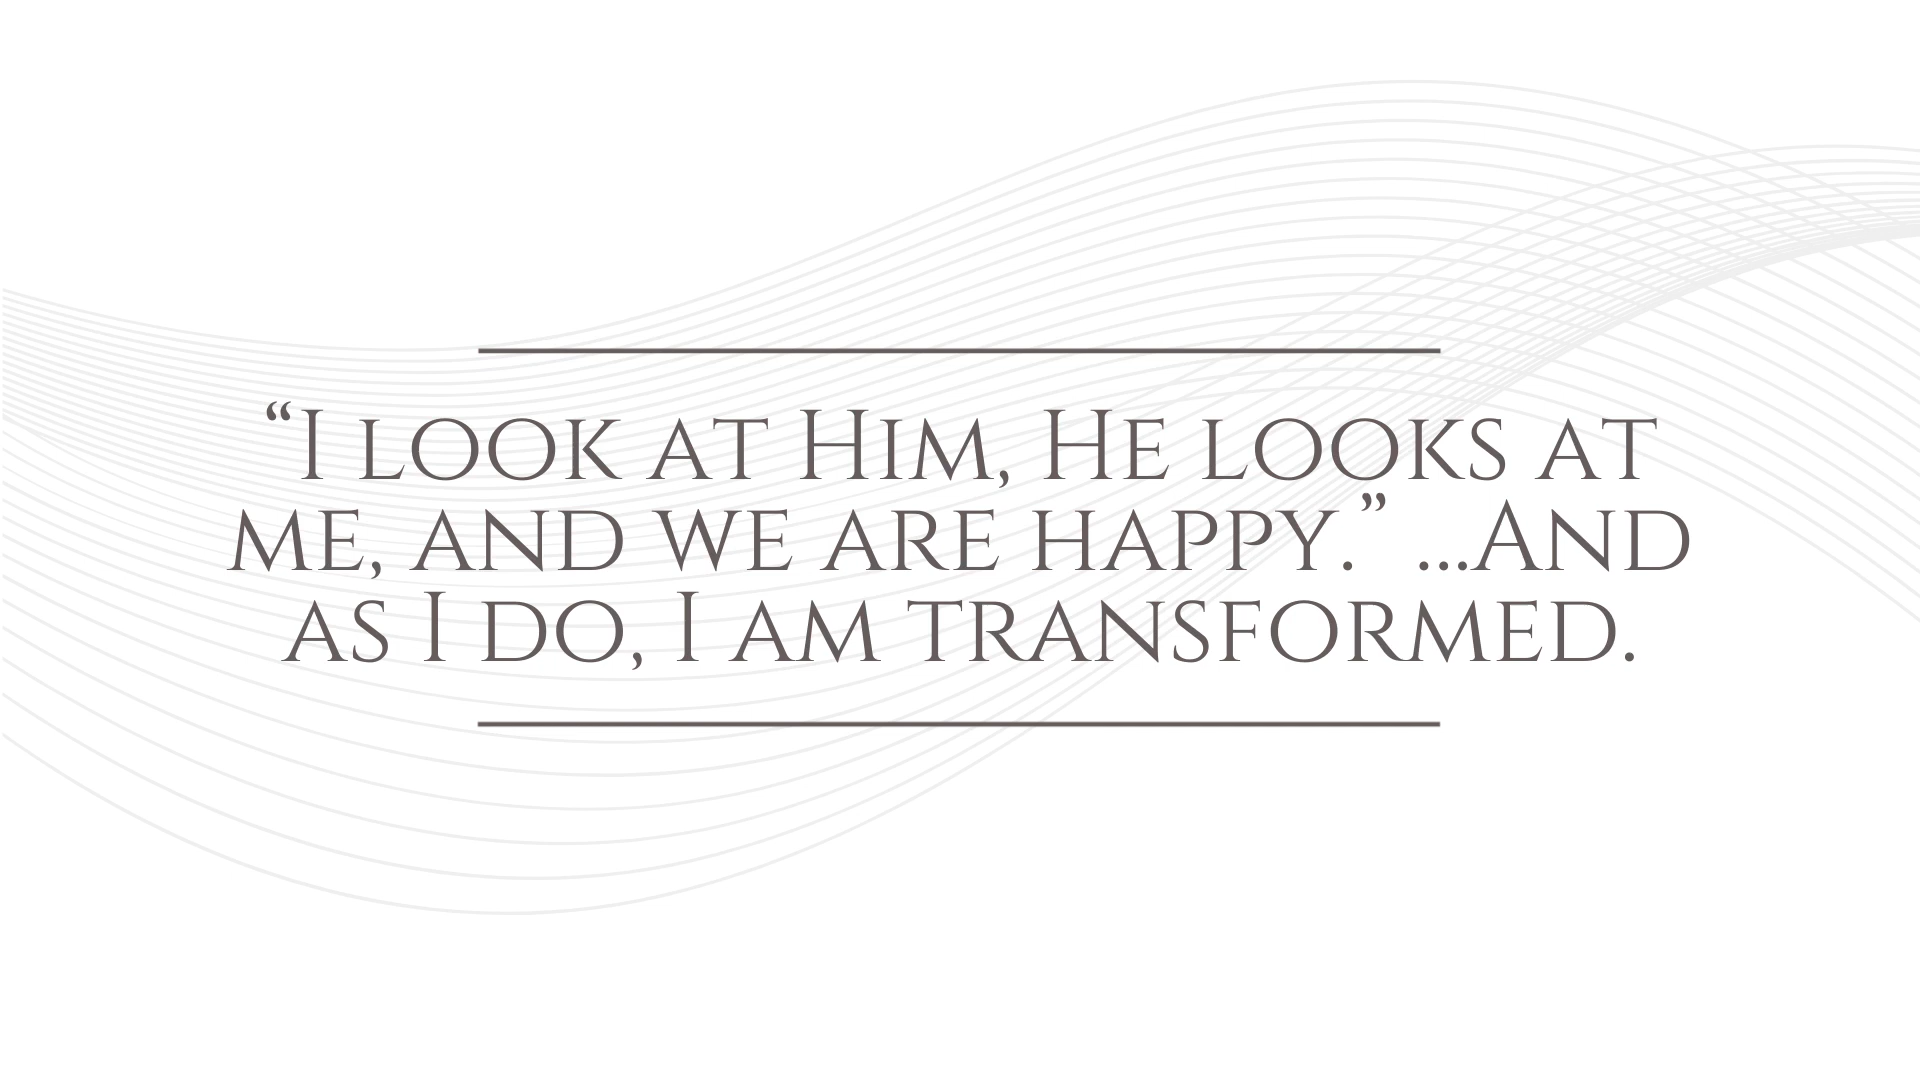 “I look at Him, He looks at
me, and we are happy.” ...And
as I do, I am transformed.